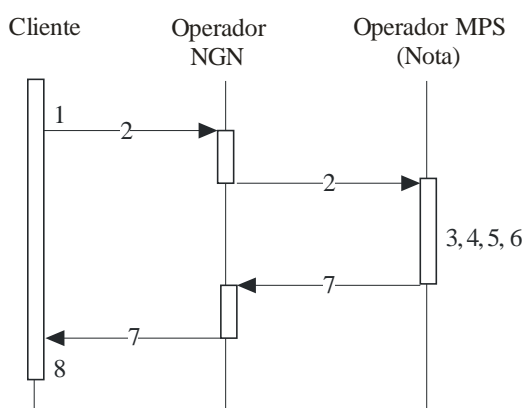 Cliente
Operador
NGN
Operador MPS
(Nota)
1
2
2
3, 4, 5, 6
7
7
8